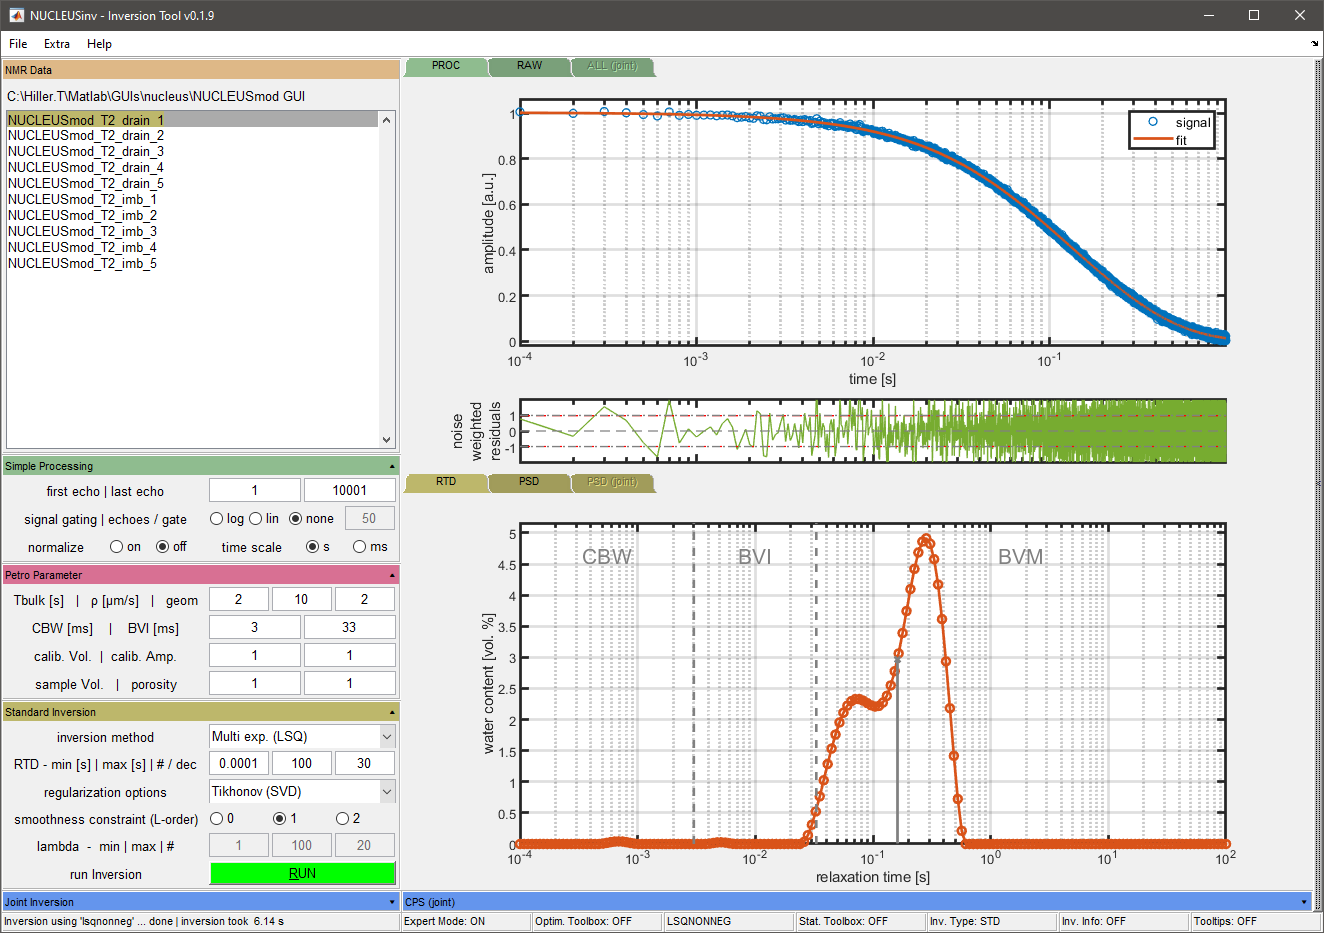 NUCLEUSinv - Inversion Tool v0.1.9
File Extra Help
NMR Data
C:\Hiller.T\Matlab\GUIs\nucleus\NUCLEUSmod GUI
NUCLEUSmod_T2_drain_1
NUCLEUSmod_T2_drain_2
NUCLEUSmod_T2_drain_3
NUCLEUSmod_T2_drain_4
NUCLEUSmod_T2_drain_5
NUCLEUSmod_T2_imb_1
NUCLEUSmod_T2_imb_2
NUCLEUSmod_T2_imb_3
NUCLEUSmod_T2_imb_4
NUCLEUSmod_T2_imb_5
Simple Processing
first echo | last echo 1 10001
signal gating | echoes / gate log lin none 50
normalize on off time scale s ms
Petro Parameter
Tbulk [s] | ρ [µm/s] | geom 2 10 2
CBW [ms] | BVI [ms] 3 33
calib. Vol. | calib. Amp. 1 1
sample Vol. | porosity 1 1
Standard Inversion
inversion method Multi exp. (LSQ)
RTD - min [s] | max [s] | # / dec 0.0001 100 30
regularization options Tikhonov (SVD)
smoothness constraint (L-order) 0 1 2
lambda - min | max | # 1 100 20
run Inversion RUN
Joint Inversion
PROC RAW ALL (joint)
signal
fit
amplitude [a.u.]
1
0.8
0.6
0.4
0.2
0
10⁻⁴ 10⁻³ 10⁻² 10⁻¹
time [s]
noise
weighted
residuals
1
0
-1
RTD PSD PSD (joint)
CBW BVI BVM
water content [vol. %]
5
4.5
4
3.5
3
2.5
2
1.5
1
0.5
0
10⁻⁴ 10⁻³ 10⁻² 10⁻¹ 10⁰ 10¹ 10²
relaxation time [s]
CPS (joint)
Inversion using 'lsqnonneg' ... done | inversion took 6.14 s
Expert Mode: ON Optim. Toolbox: OFF LSQNONNEG Stat. Toolbox: OFF Inv. Type: STD Inv. Info: OFF Tooltips: OFF